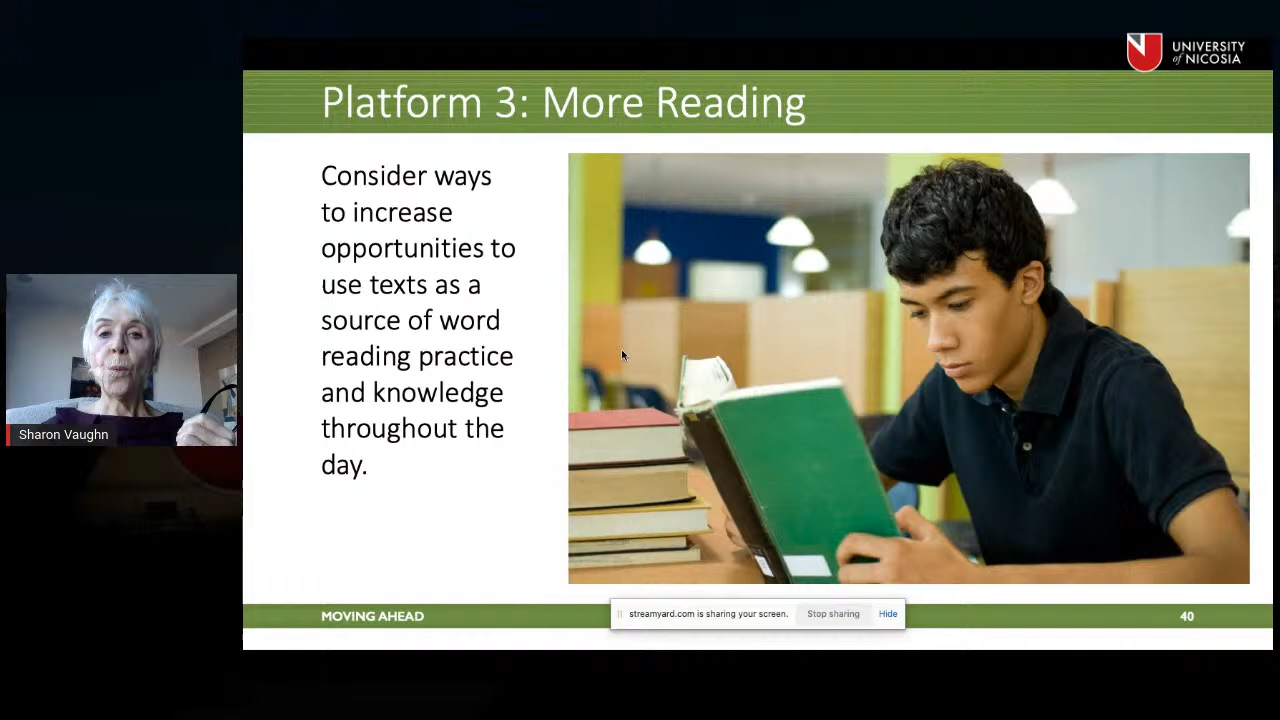 UNIVERSITY
of NICOSIA
Platform 3: More Reading
Consider ways
to increase
opportunities to
use texts as a
source of word
reading practice
and knowledge
throughout the
day.
Sharon Vaughn
MOVING AHEAD
streamyard.com is sharing your screen. Stop sharing Hide
40